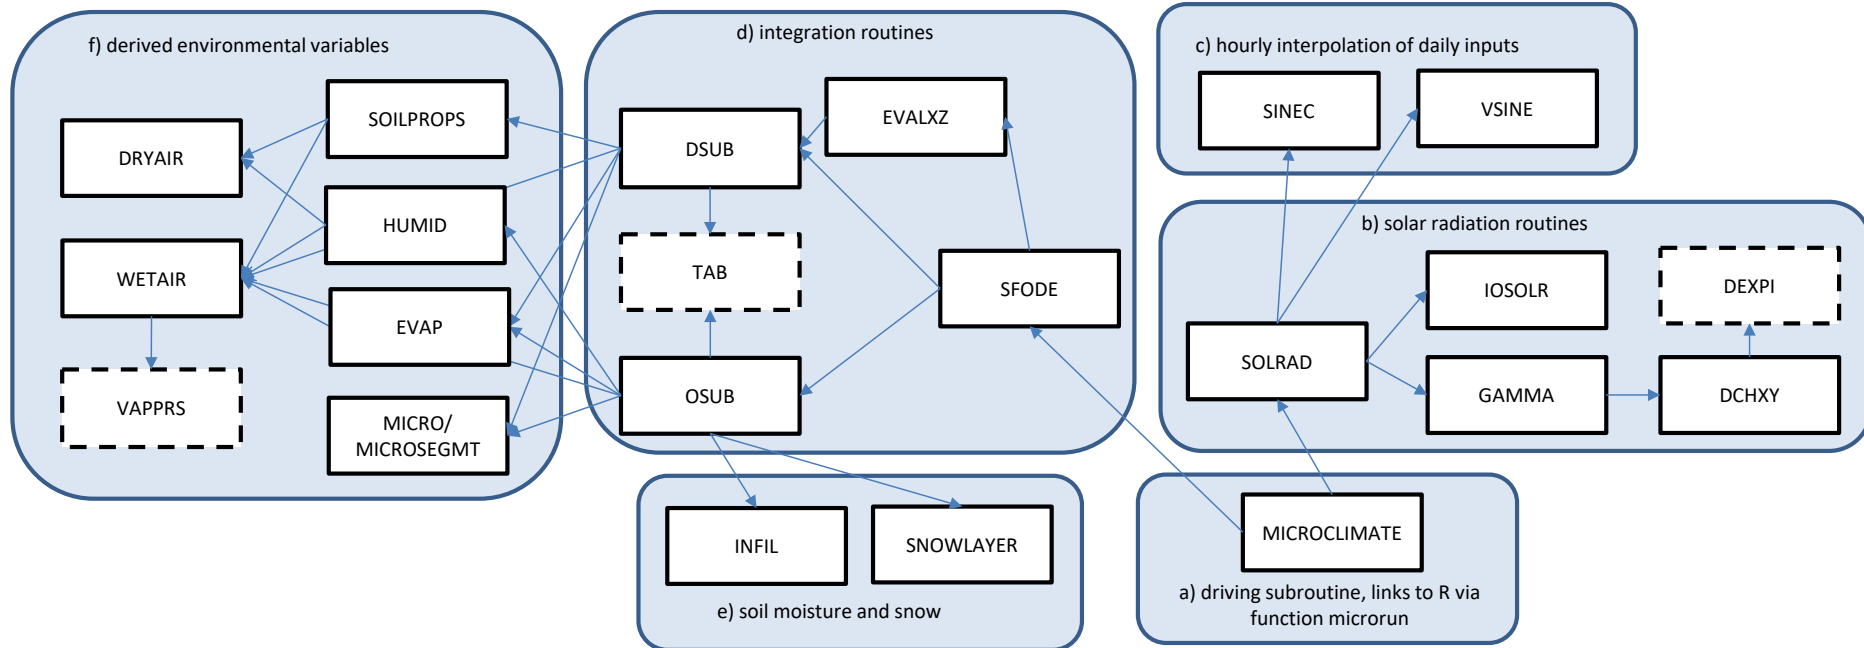 f) derived environmental variables
DRYAIR
SOILPROPS
HUMID
WETAIR
EVAP
VAPPRS
MICRO/
MICROSEGMT
d) integration routines
DSUB
EVALXZ
TAB
SFODE
OSUB
c) hourly interpolation of daily inputs
SINEC
VSINE
b) solar radiation routines
IOSOLR
DEXPI
SOLRAD
GAMMA
DCHXY
INFIL
SNOWLAYER
e) soil moisture and snow
MICROCLIMATE
a) driving subroutine, links to R via
function microrun